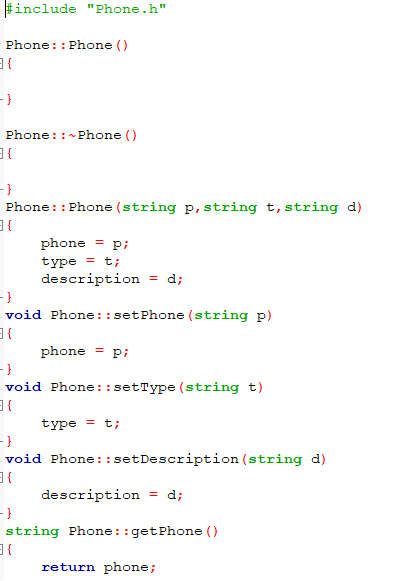 #include "Phone.h"
Phone::Phone()
{
}
Phone::~Phone()
{
}
Phone::Phone(string p,string t,string d)
{
phone = p;
type = t;
description = d;
}
void Phone::setPhone(string p)
{
phone = p;
}
void Phone::setType(string t)
{
type = t;
}
void Phone::setDescription(string d)
{
description = d;
}
string Phone::getPhone()
{
return phone;